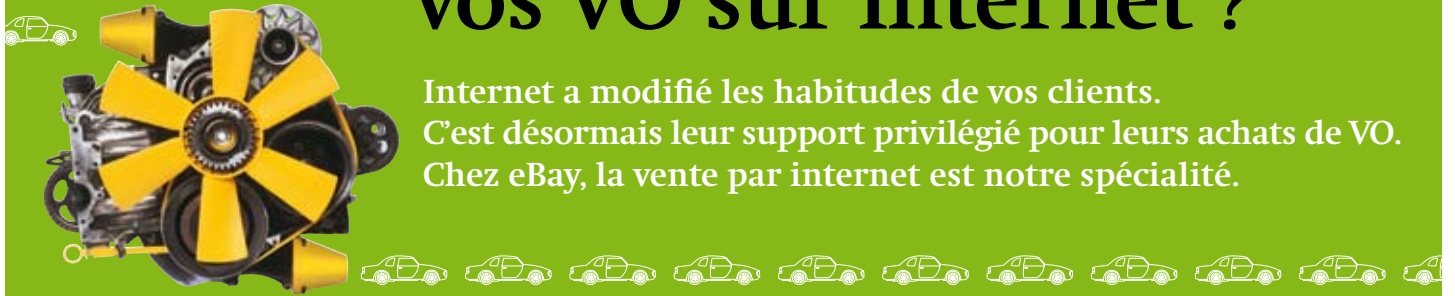 vos VO sur internet ?
Internet a modifié les habitudes de vos clients.
C'est désormais leur support privilégié pour leurs achats de VO.
Chez eBay, la vente par internet est notre spécialité.